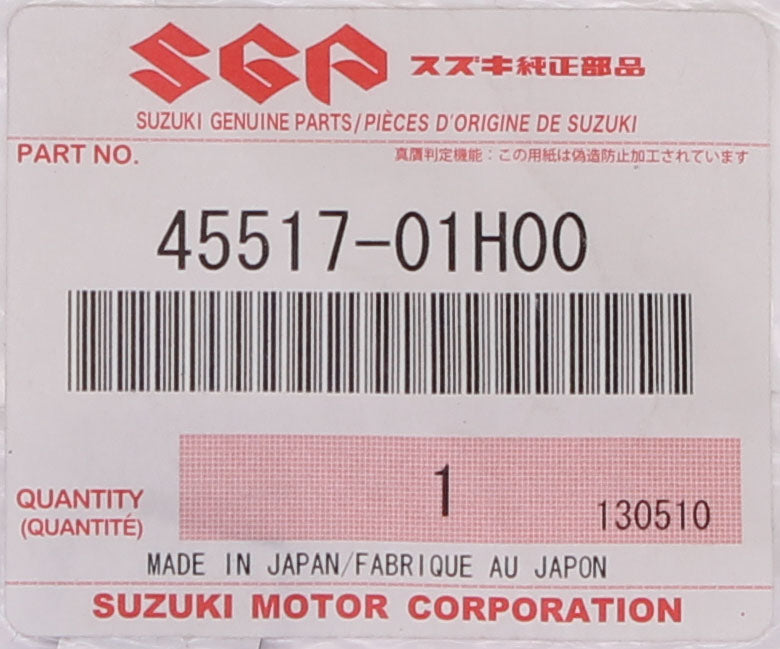 SGP スズキ純正部品
SUZUKI GENUINE PARTS/PIÈCES D'ORIGINE DE SUZUKI
PART NO.
真贋判定機能：この用紙は偽造防止加工されています
45517-01H00
QUANTITY
(QUANTITÉ)
1
130510
MADE IN JAPAN/FABRIQUE AU JAPON
SUZUKI MOTOR CORPORATION